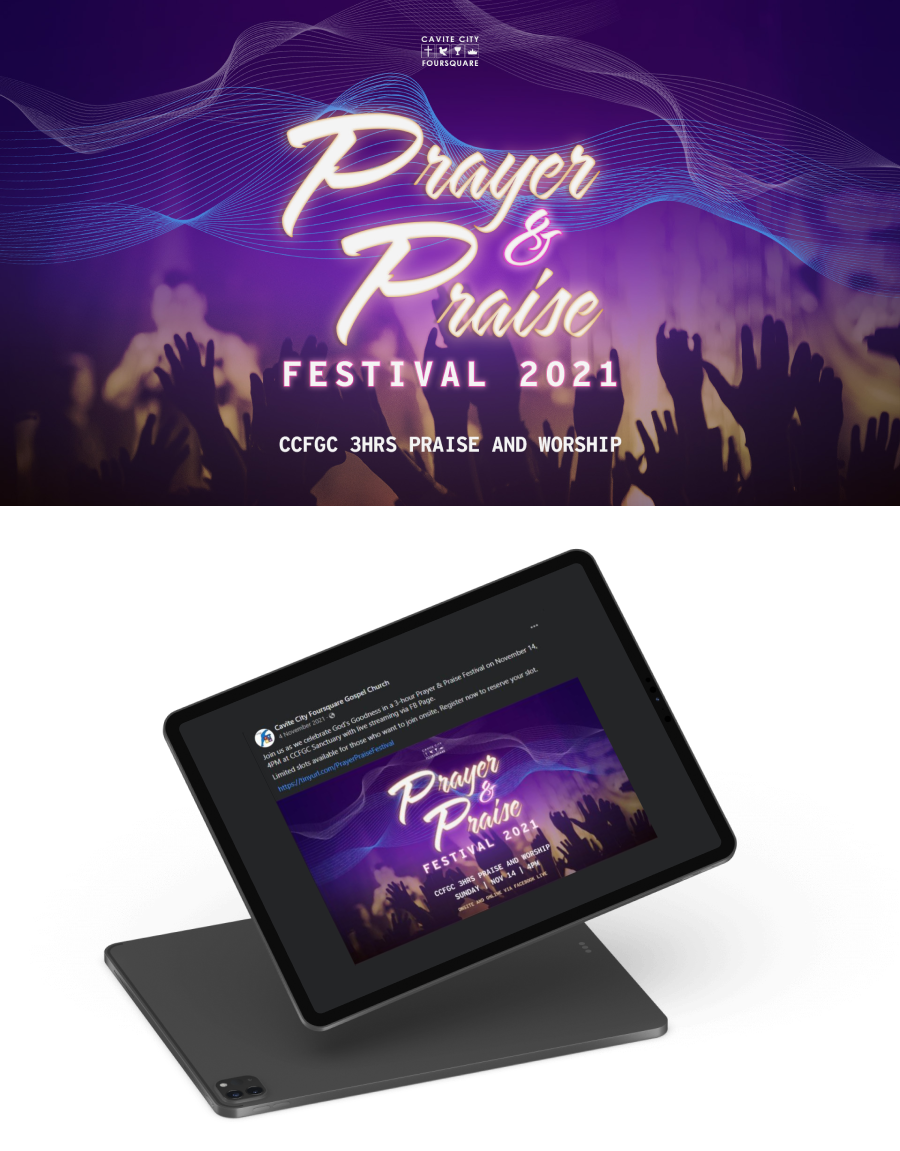 CAVITE CITY
FOURSQUARE
Prayer
&
Praise
FESTIVAL 2021
CCFGC 3HRS PRAISE AND WORSHIP
Cavite City Foursquare Gospel Church
4 November 2021 ·
Join us as we celebrate God's Goodness in a 3-hour Prayer & Praise Festival on November 14,
4PM at CCFGC Sanctuary with live streaming via FB Page.
Limited slots available for those who want to join onsite, Register now to reserve your slot.
https://tinyurl.com/PrayerPraiseFestival
Prayer
&
Praise
FESTIVAL 2021
CCFGC 3HRS PRAISE AND WORSHIP
SUNDAY | NOV 14 | 4PM
ONSITE AND ONLINE VIA FACEBOOK LIVE